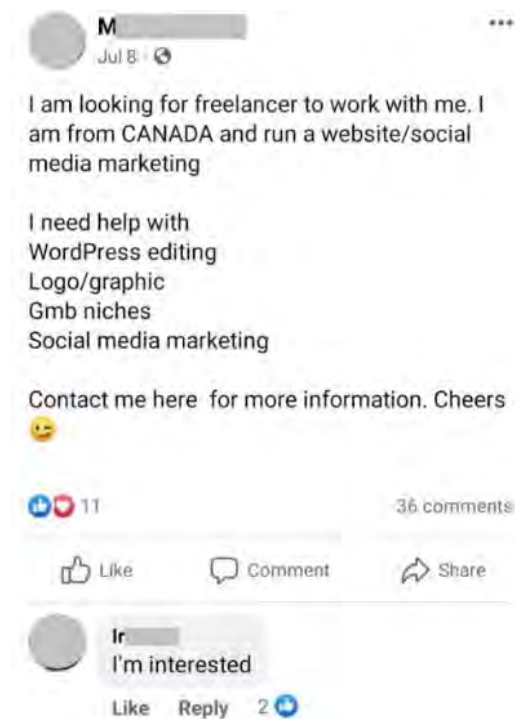 M
Jul 8
I am looking for freelancer to work with me. I
am from CANADA and run a website/social
media marketing
I need help with
WordPress editing
Logo/graphic
Gmb niches
Social media marketing
Contact me here for more information. Cheers
11
36 comments
Like
Comment
Share
Ir
I'm interested
Like Reply 2